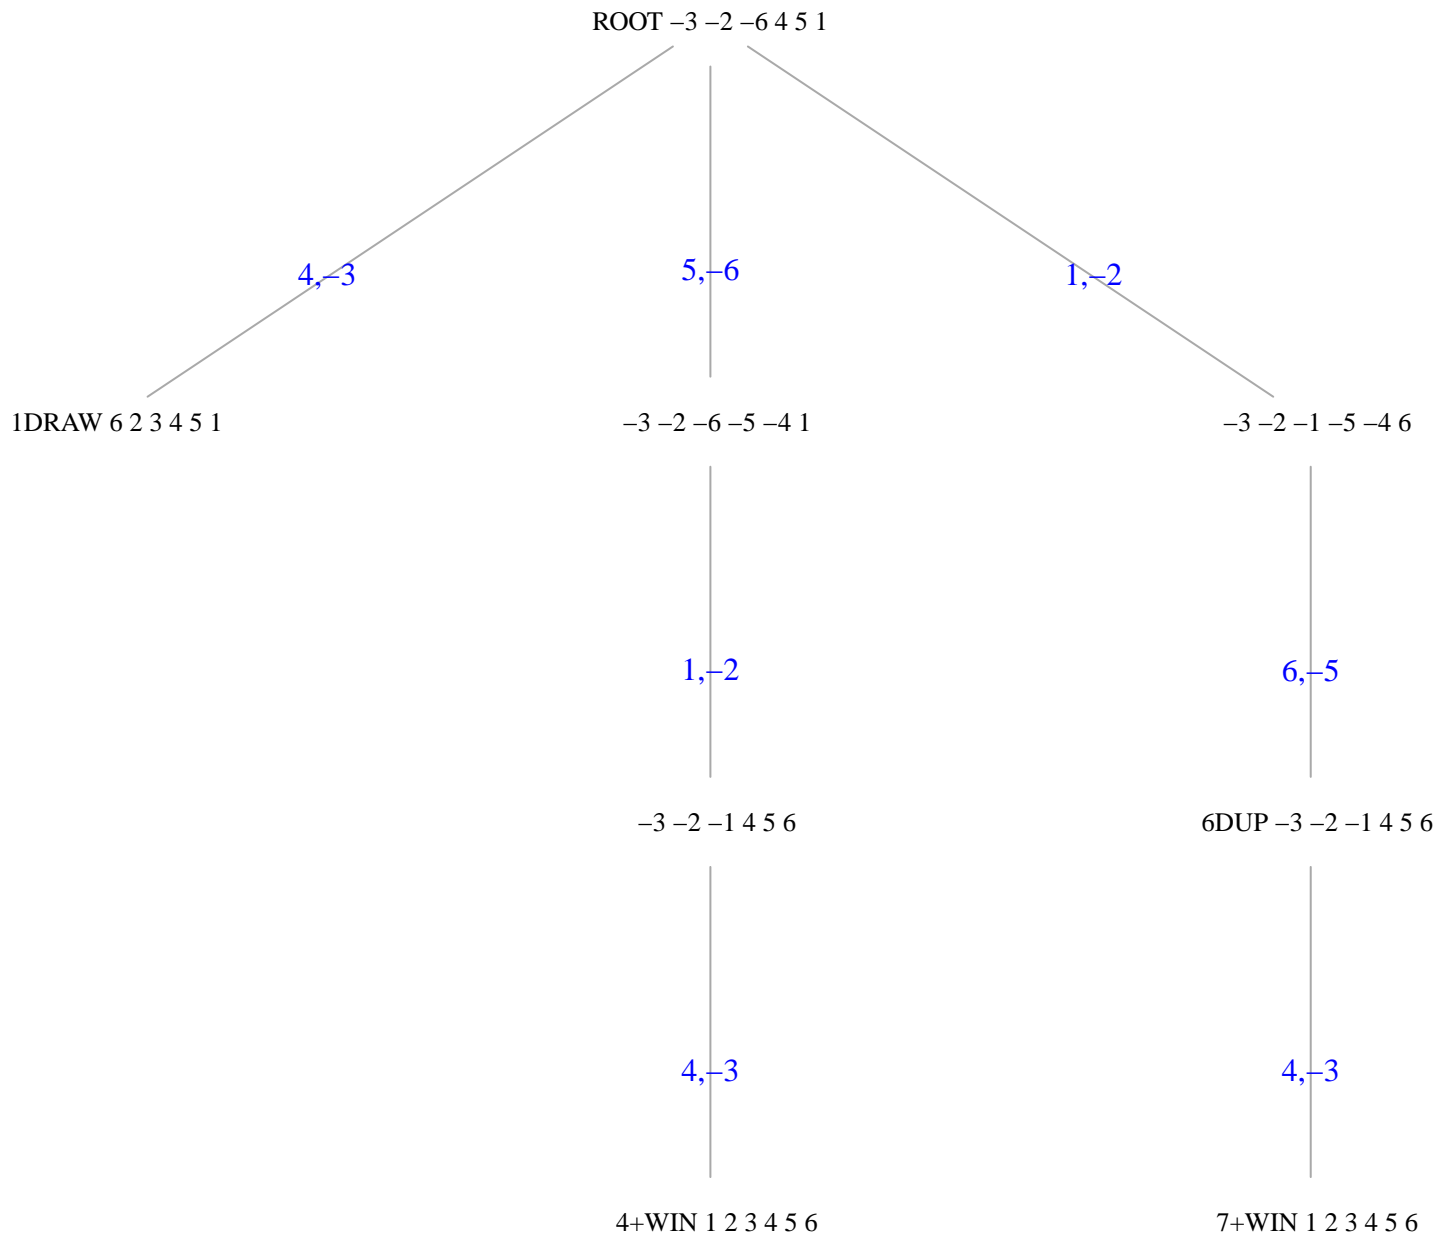 ROOT –3 –2 –6 4 5 1
4,–3
5,–6
1,–2
1DRAW 6 2 3 4 5 1
–3 –2 –6 –5 –4 1
–3 –2 –1 –5 –4 6
1,–2
6,–5
–3 –2 –1 4 5 6
6DUP –3 –2 –1 4 5 6
4,–3
4,–3
4+WIN 1 2 3 4 5 6
7+WIN 1 2 3 4 5 6